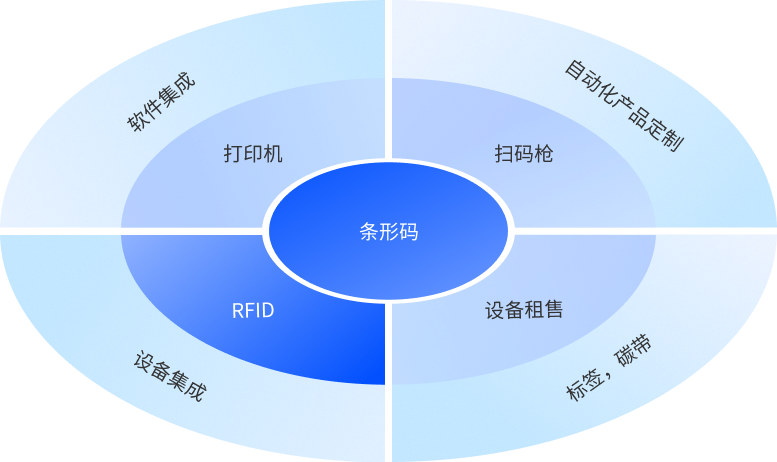 软件集成
自动化产品定制
打印机
扫码枪
条形码
RFID
设备租售
设备集成
标签，碳带